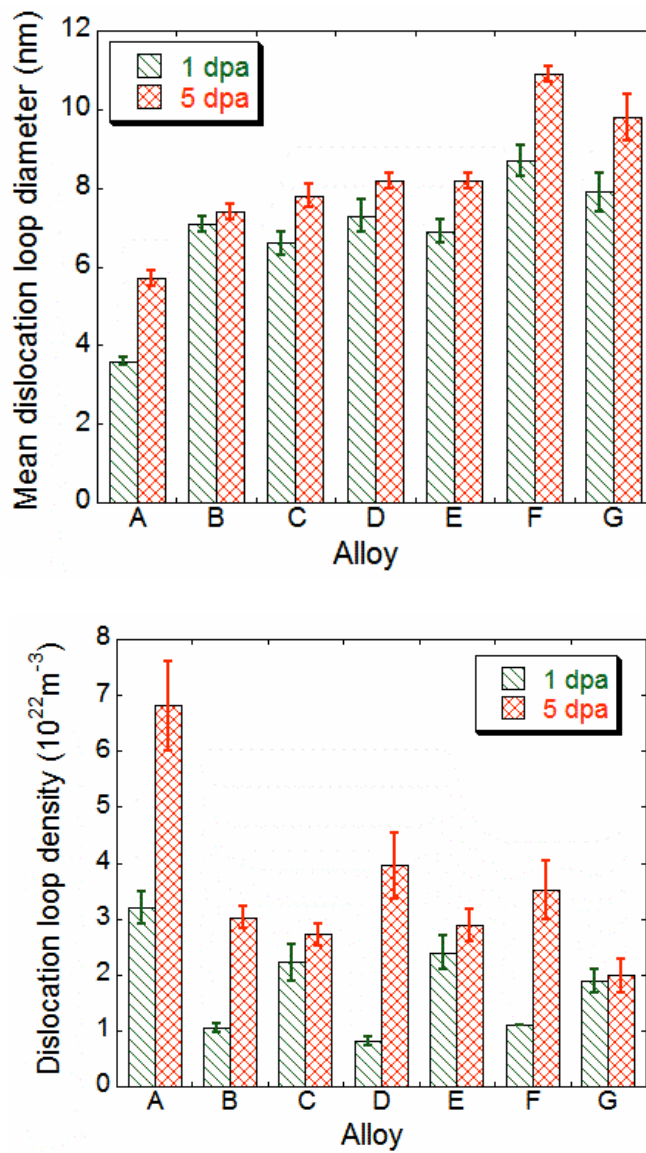 Mean dislocation loop diameter (nm)
12
10
8
6
4
2
0
1 dpa
5 dpa
A B C D E F G
Alloy
Dislocation loop density (10²²m⁻³)
8
7
6
5
4
3
2
1
0
1 dpa
5 dpa
A B C D E F G
Alloy